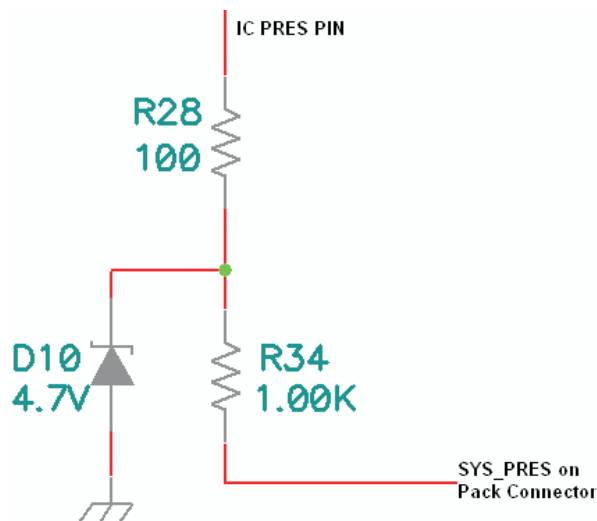 IC PRES PIN
R28
100
D10
4.7V
R34
1.00K
SYS_PRES on
Pack Connector